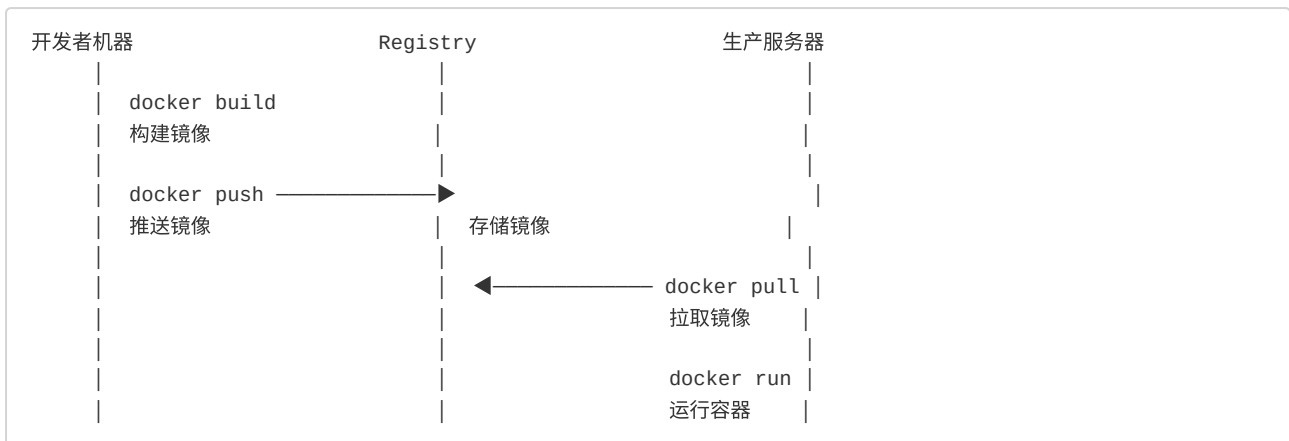 开发者机器 Registry 生产服务器
docker build
构建镜像
docker push
推送镜像 存储镜像
docker pull
拉取镜像
docker run
运行容器